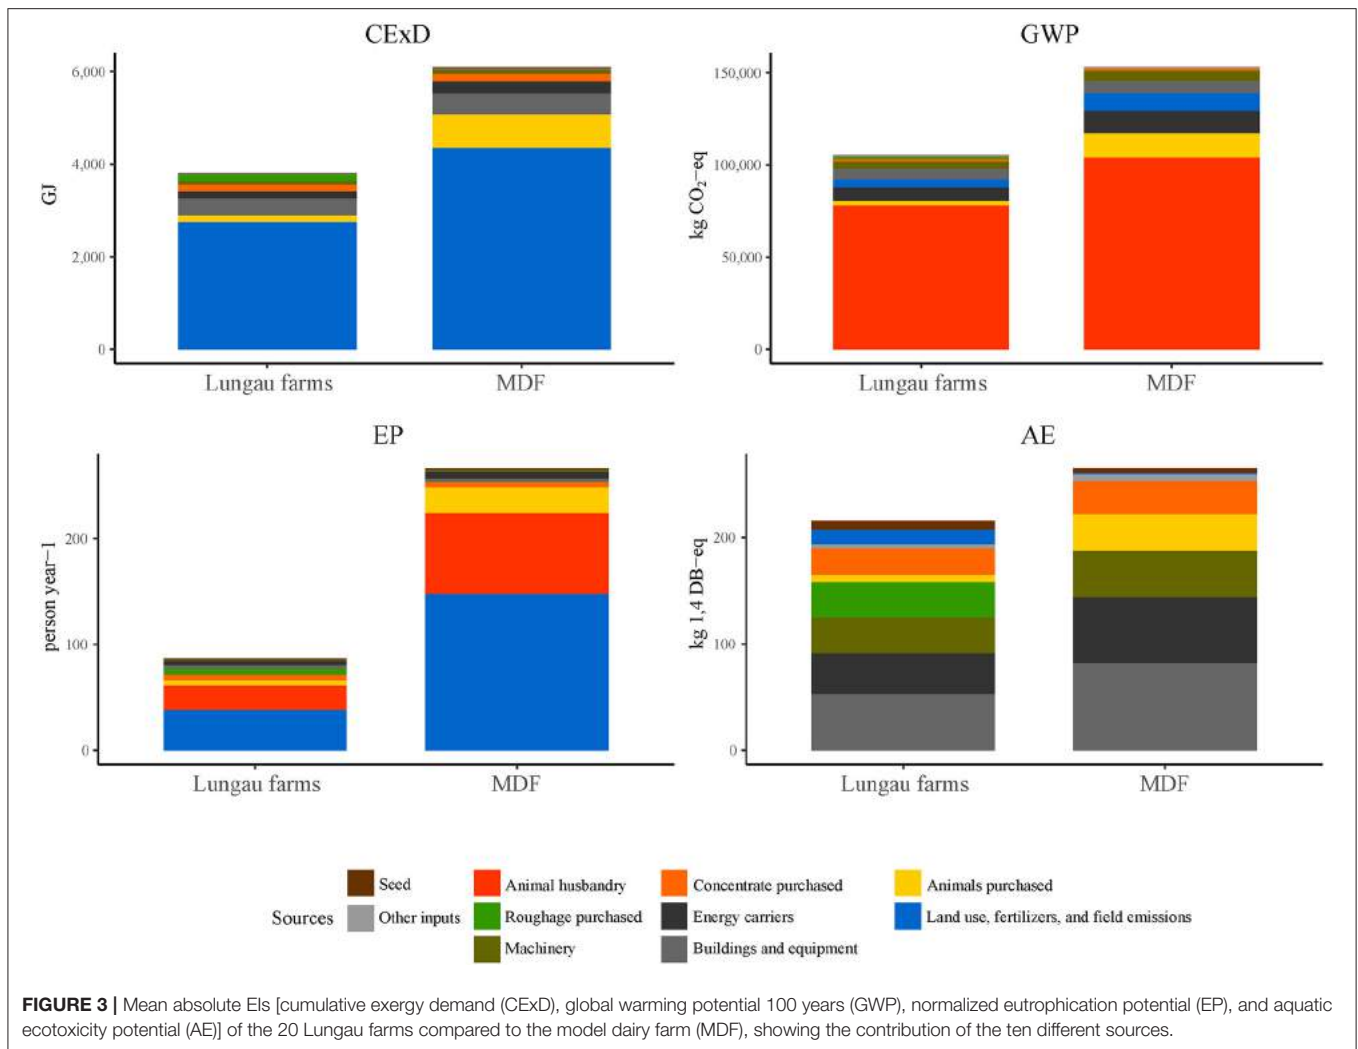 CExD
GJ
6,000
4,000
2,000
0
Lungau farms
MDF
GWP
kg CO₂−eq
150,000
100,000
50,000
0
Lungau farms
MDF
EP
person year−1
200
100
0
Lungau farms
MDF
AE
kg 1,4 DB−eq
200
100
0
Lungau farms
MDF
Sources
Seed
Other inputs
Animal husbandry
Roughage purchased
Machinery
Concentrate purchased
Energy carriers
Buildings and equipment
Animals purchased
Land use, fertilizers, and field emissions
FIGURE 3 | Mean absolute EIs [cumulative exergy demand (CExD), global warming potential 100 years (GWP), normalized eutrophication potential (EP), and aquatic
ecotoxicity potential (AE)] of the 20 Lungau farms compared to the model dairy farm (MDF), showing the contribution of the ten different sources.